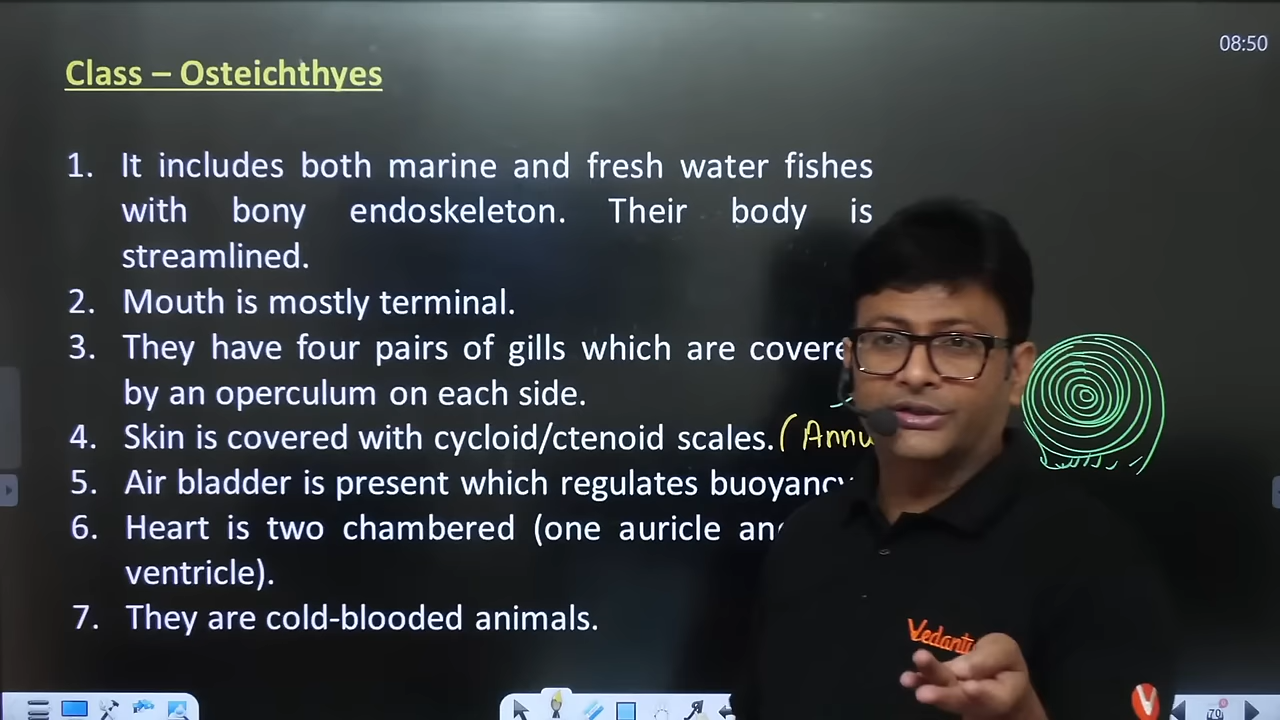 08:50
Class – Osteichthyes
1. It includes both marine and fresh water fishes
with bony endoskeleton. Their body is
streamlined.
2. Mouth is mostly terminal.
3. They have four pairs of gills which are covere
by an operculum on each side.
4. Skin is covered with cycloid/ctenoid scales. (Annu
5. Air bladder is present which regulates buoyancy
6. Heart is two chambered (one auricle an
ventricle).
7. They are cold-blooded animals.
Vedantu
70